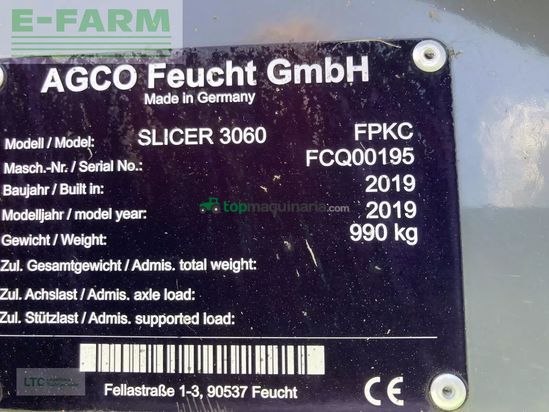 E-FARM
AGCO Feucht GmbH
Made in Germany
Modell / Model: SLICER 3060 FPKC
Masch.-Nr. / Serial No.: FCQ00195
Baujahr / Built in: 2019
Modelljahr / model year: 2019
topmaquinaria.com
Gewicht / Weight: 990 kg
Zul. Gesamtgewicht / Admis. total weight:
Zul. Achslast / Admis. axle load:
Zul. Stützlast / Admis. supported load:
Fellastraße 1-3, 90537 Feucht
CE
LTC